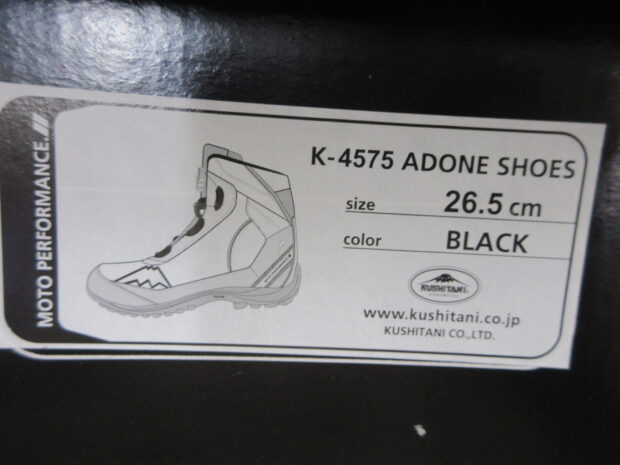 MOTO PERFORMANCE.
K-4575 ADONE SHOES
size 26.5 cm
color BLACK
KUSHITANI.
www.kushitani.co.jp
KUSHITANI CO.,LTD.